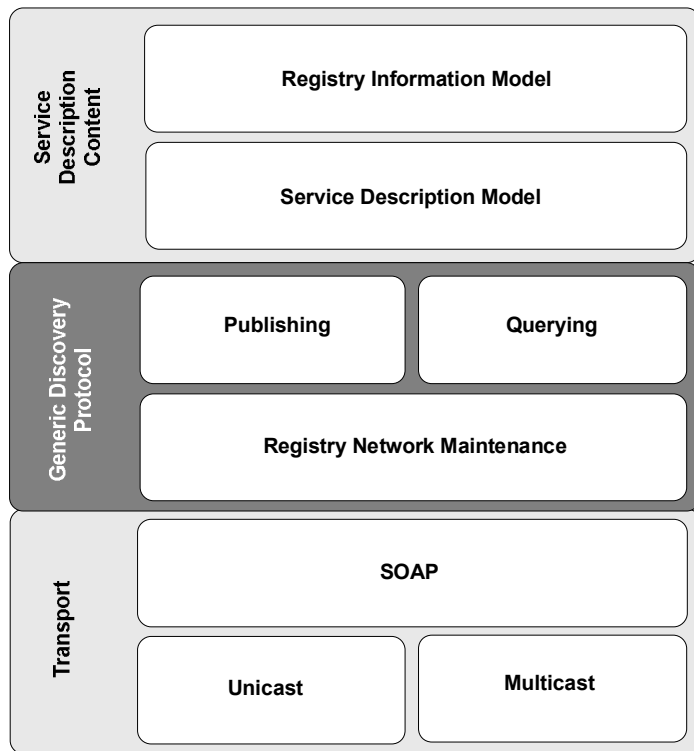 Service
Description
Content
Registry Information Model
Service Description Model
Generic Discovery
Protocol
Publishing
Querying
Registry Network Maintenance
Transport
SOAP
Unicast
Multicast